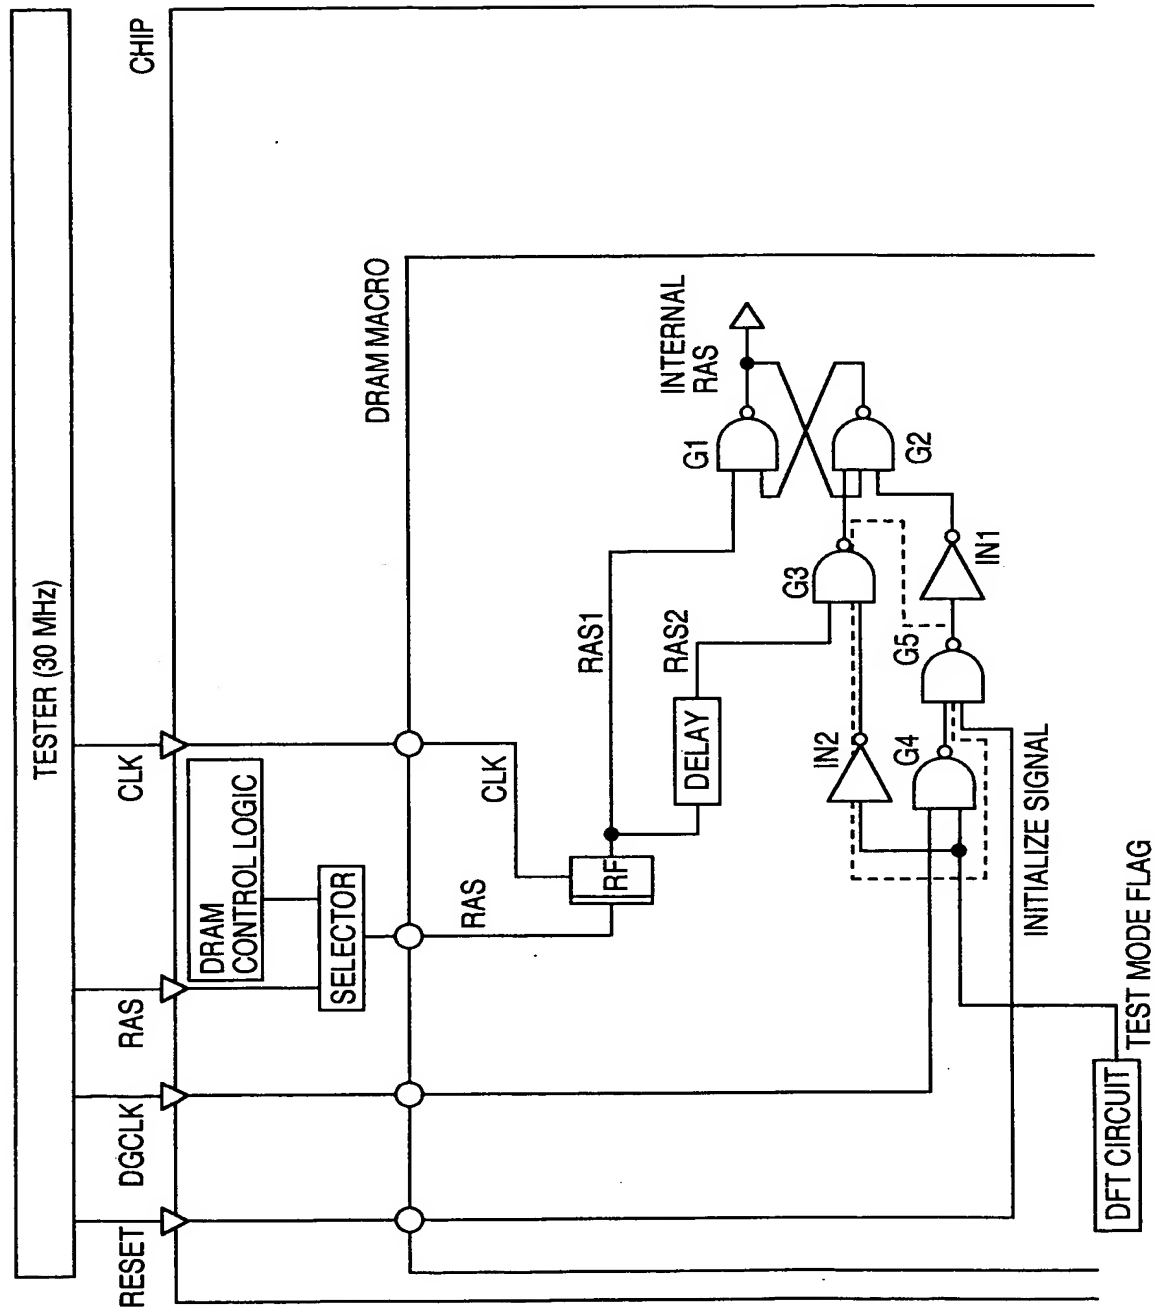 TESTER (30 MHz)
CHIP
RESET
DGCLK
RAS
CLK
DRAM
CONTROL LOGIC
SELECTOR
DRAM MACRO
RAS
CLK
RF
RAS1
DELAY
RAS2
INTERNAL
RAS
G1
G2
G3
IN2
G4
G5
IN1
INITIALIZE SIGNAL
DFT CIRCUIT
TEST MODE FLAG